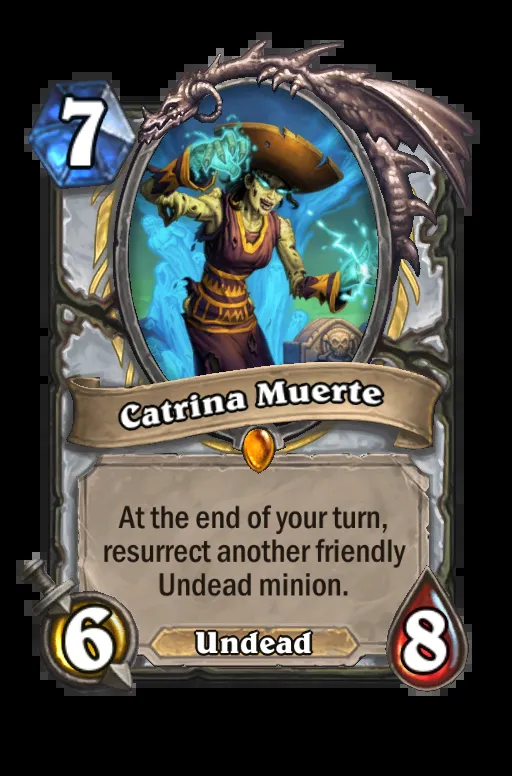 7
Catrina Muerte
At the end of your turn,
resurrect another friendly
Undead minion.
6
Undead
8